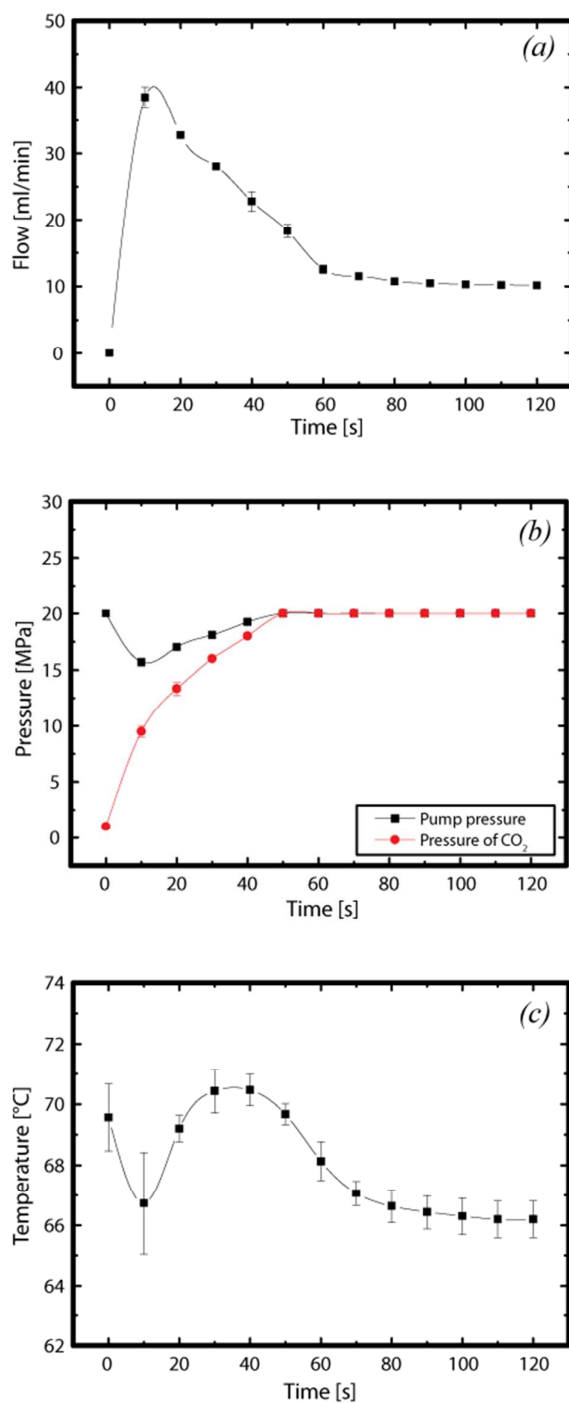 (a)
Flow [ml/min]
50
40
30
20
10
0
0 20 40 60 80 100 120
Time [s]
(b)
Pressure [MPa]
30
25
20
15
10
5
0
Pump pressure
Pressure of CO₂
0 20 40 60 80 100 120
Time [s]
(c)
Temperature [°C]
74
72
70
68
66
64
62
0 20 40 60 80 100 120
Time [s]